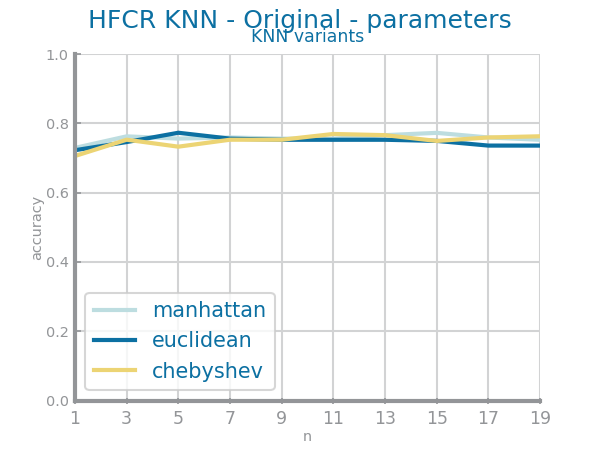 HFCR KNN - Original - parameters
KNN variants
1.0
0.8
0.6
0.4
0.2
0.0
accuracy
manhattan
euclidean
chebyshev
1 3 5 7 9 11 13 15 17 19
n